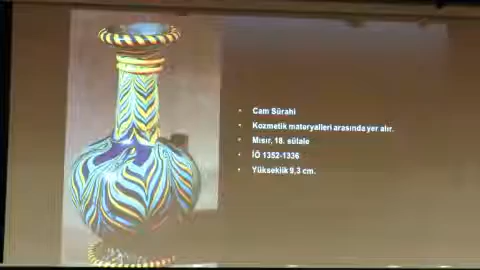 Cam Sürahi
Kozmetik materyalleri arasında yer alır.
Mısır, 18. sülale
İÖ 1352-1336
Yükseklik 9,3 cm.